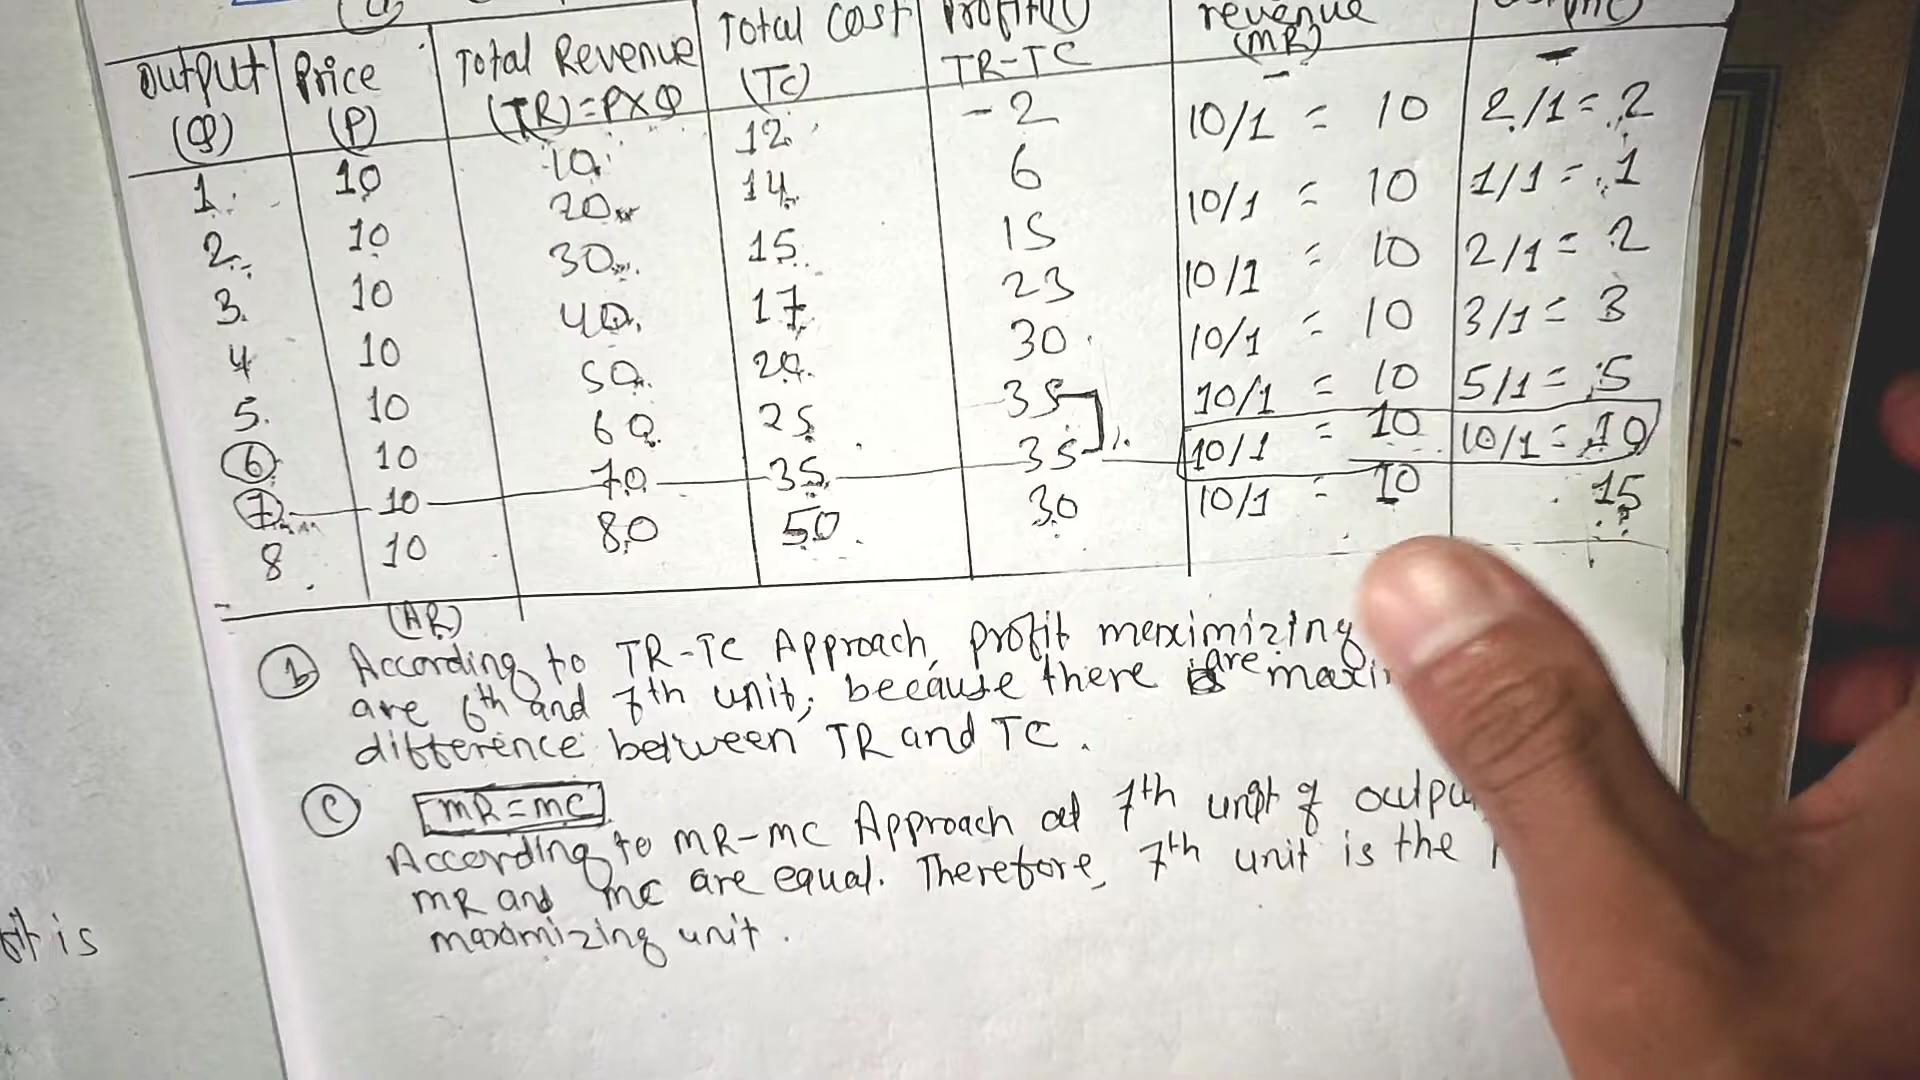 (a)
Output (Q) | Price (P) | Total Revenue (TR)=P×Q | Total Cost (TC) | Profit TR-TC | revenue (MR) | (mc)
1. | 10 | 10 | 12 | -2 | - | -
2. | 10 | 20 | 14 | 6 | 10/1 = 10 | 2/1 = 2
3. | 10 | 30 | 15 | 15 | 10/1 = 10 | 1/1 = 1
4 | 10 | 40 | 17 | 23 | 10/1 = 10 | 2/1 = 2
5. | 10 | 50 | 20 | 30 | 10/1 = 10 | 3/1 = 3
6 | 10 | 60 | 25 | 35 | 10/1 = 10 | 5/1 = 5
7 | 10 | 70 | 35 | 35 | 10/1 = 10 | 10/1 = 10
8 | 10 | 80 | 50 | 30 | 10/1 = 10 | 15
(AR)
(b) According to TR-TC Approach, profit meximizing
are 6th and 7th unit, because there are
difference between TR and TC.
(c) mR=mc
According to mR-mc Approach at 7th unit of
mR and mc are equal. Therefore, 7th unit is the
maximizing unit.
is